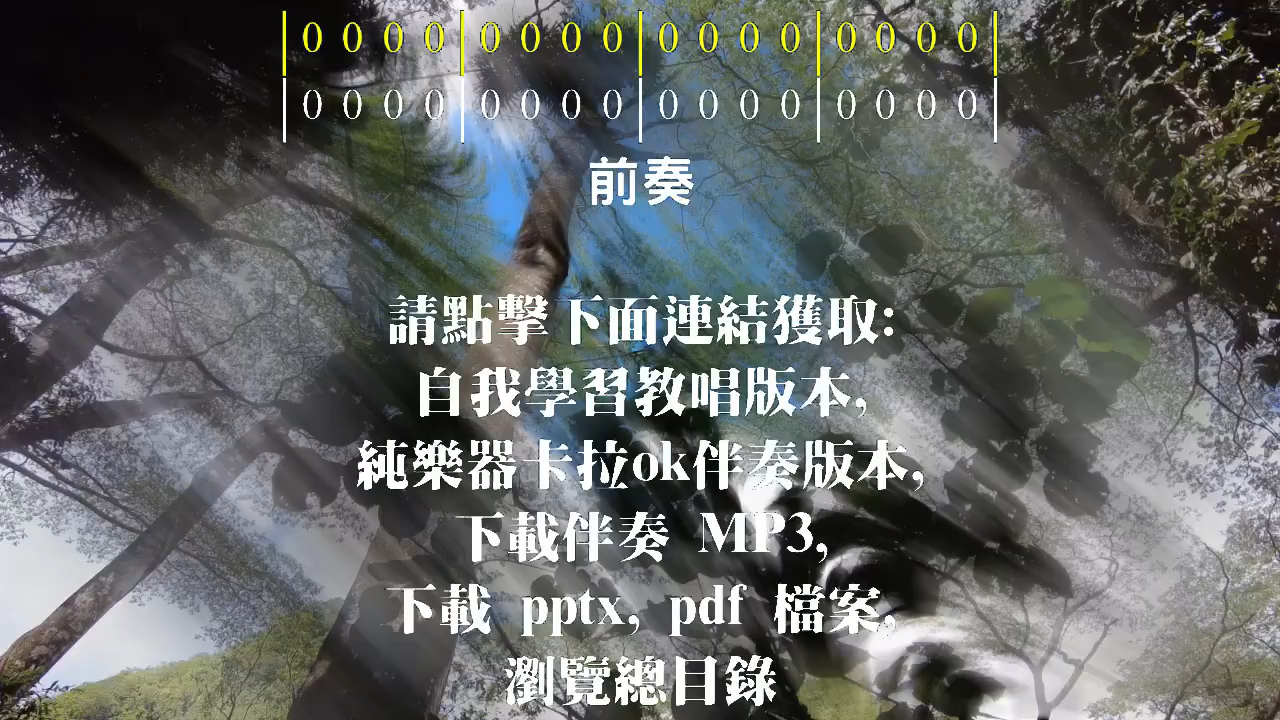 | 0 0 0 0 | 0 0 0 0 | 0 0 0 0 | 0 0 0 0 |
| 0 0 0 0 | 0 0 0 0 | 0 0 0 0 | 0 0 0 0 |
前奏
請點擊下面連結獲取:
自我學習教唱版本,
純樂器卡拉ok伴奏版本,
下載伴奏 MP3,
下載 pptx, pdf 檔案,
瀏覽總目錄